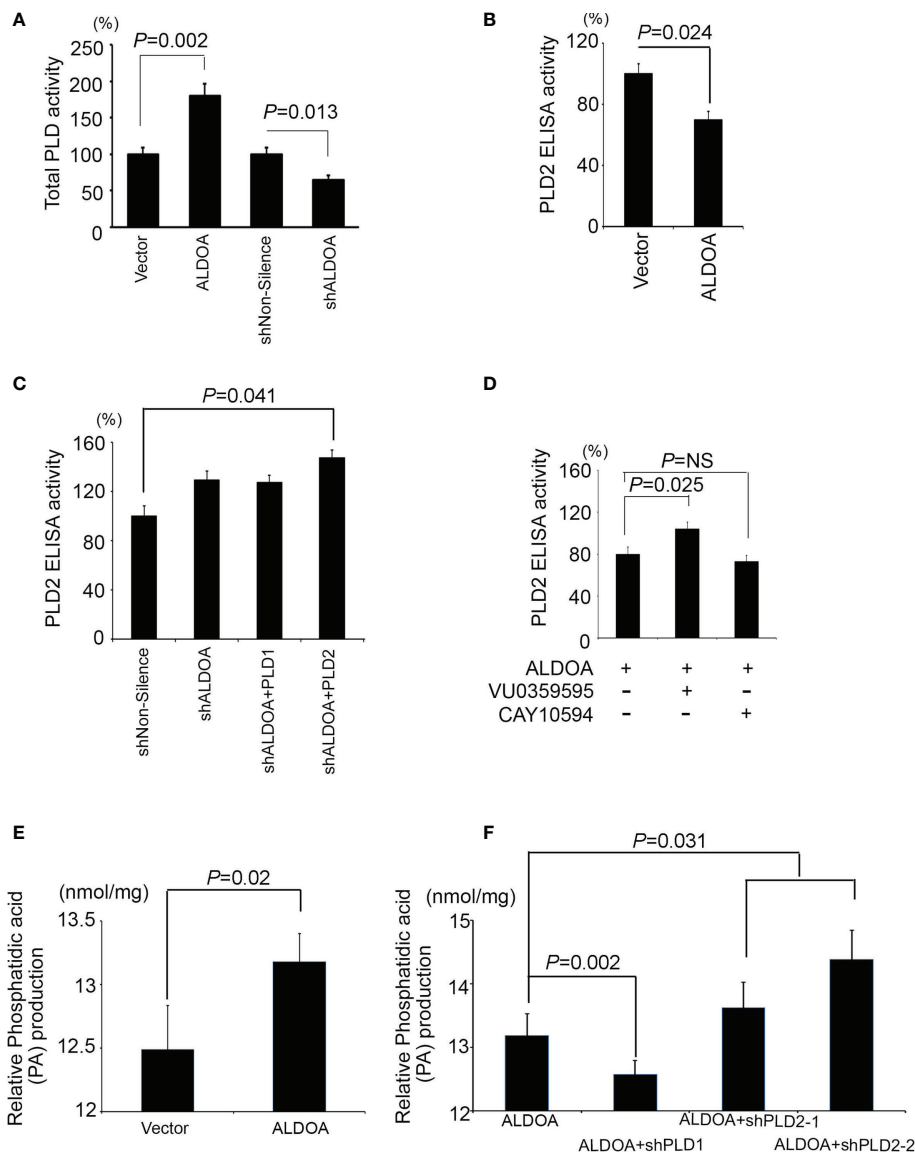 A
(%)
P=0.002
P=0.013
Total PLD activity
250
200
150
100
50
0
Vector
ALDOA
shNon-Silence
shALDOA
B
(%)
P=0.024
PLD2 ELISA activity
120
80
40
0
Vector
ALDOA
C
P=0.041
(%)
PLD2 ELISA activity
160
120
80
40
0
shNon-Silence
shALDOA
shALDOA+PLD1
shALDOA+PLD2
D
(%)
P=NS
P=0.025
PLD2 ELISA activity
160
120
80
40
0
ALDOA + + +
VU0359595 - + -
CAY10594 - - +
E
P=0.02
(nmol/mg)
Relative Phosphatidic acid
(PA) production
13.5
13
12.5
12
Vector
ALDOA
F
P=0.031
(nmol/mg)
P=0.002
Relative Phosphatidic acid
(PA) production
15
14
13
12
ALDOA
ALDOA+shPLD1
ALDOA+shPLD2-1
ALDOA+shPLD2-2